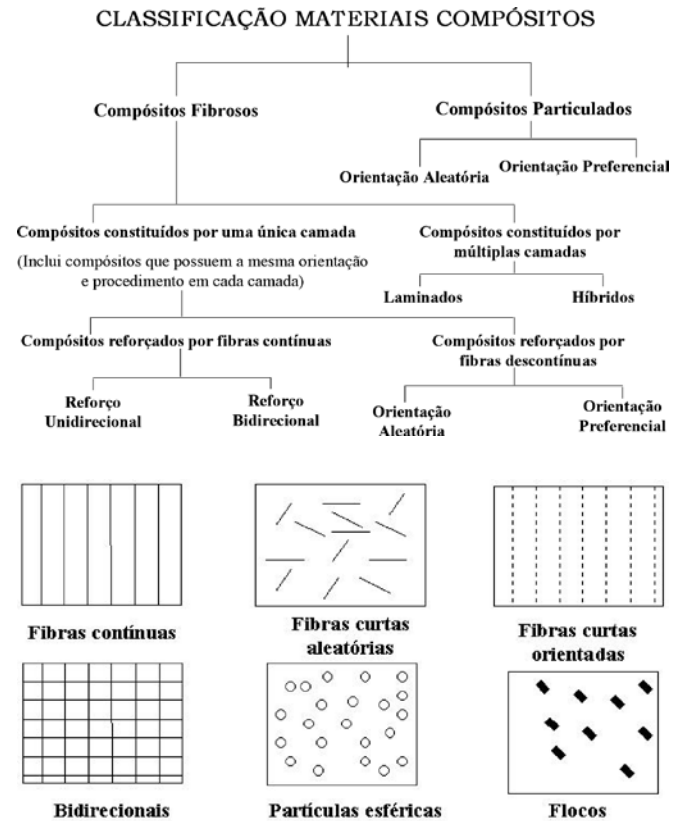 CLASSIFICAÇÃO MATERIAIS COMPÓSITOS
Compósitos Fibrosos
Compósitos Particulados
Orientação Aleatória
Orientação Preferencial
Compósitos constituídos por uma única camada
(Inclui compósitos que possuem a mesma orientação
e procedimento em cada camada)
Compósitos constituídos por
múltiplas camadas
Laminados
Híbridos
Compósitos reforçados por fibras contínuas
Compósitos reforçados por
fibras descontínuas
Reforço
Unidirecional
Reforço
Bidirecional
Orientação
Aleatória
Orientação
Preferencial
Fibras contínuas
Fibras curtas
aleatórias
Fibras curtas
orientadas
Bidirecionais
Partículas esféricas
Flocos